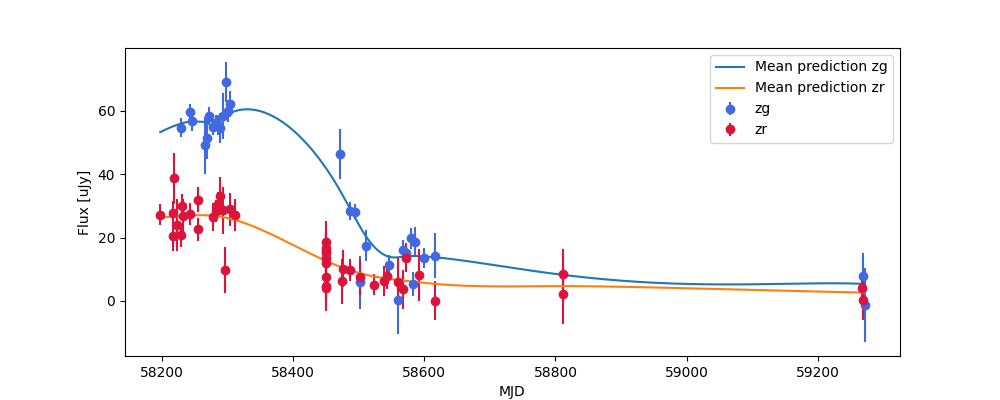 Mean prediction zg
Mean prediction zr
zg
zr
60
40
20
0
Flux [uJy]
58200
58400
58600
58800
59000
59200
MJD